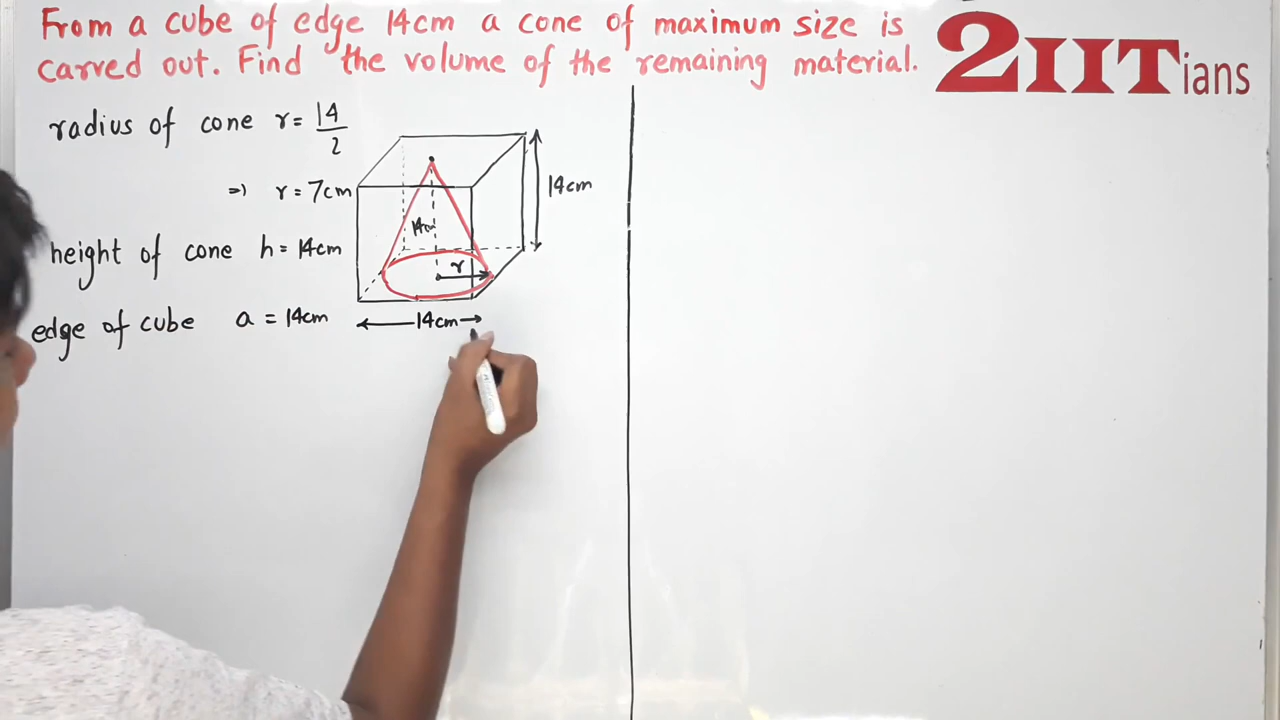 From a cube of edge 14cm a cone of maximum size is
carved out. Find the volume of the remaining material.
2IITians
radius of cone r = 14/2
=) r = 7cm
height of cone h = 14cm
edge of cube a = 14cm
14cm
14cm
r
14cm